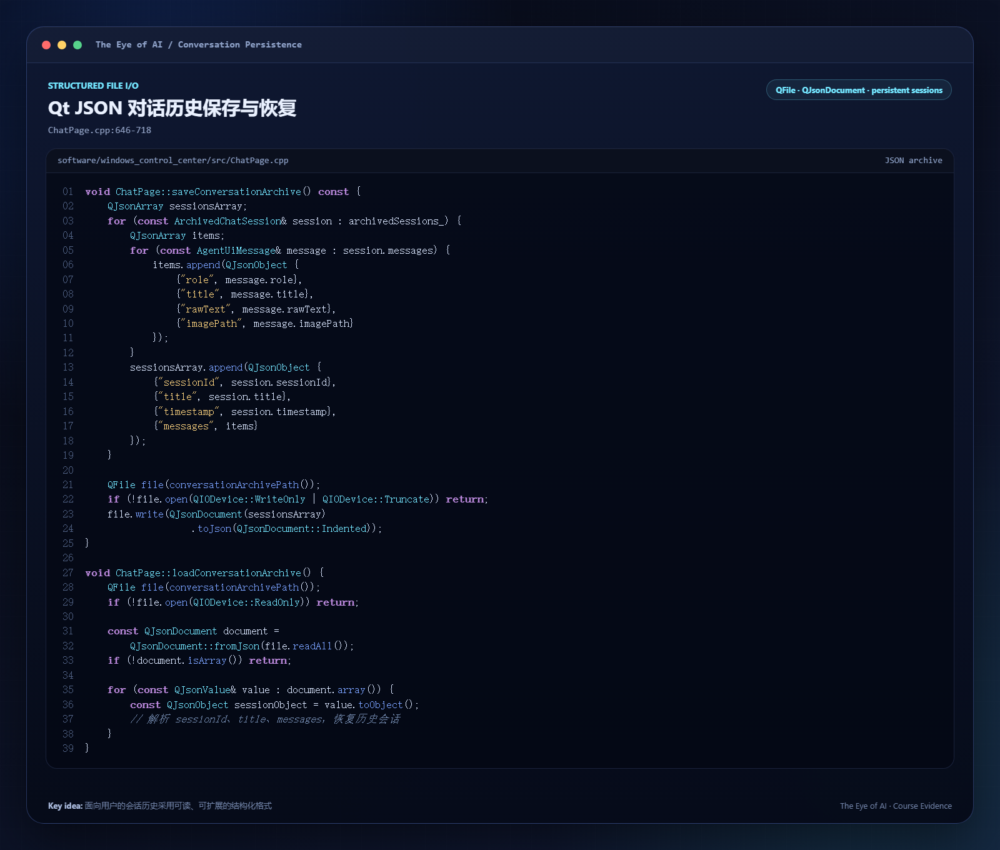 The Eye of AI / Conversation Persistence
STRUCTURED FILE I/O
Qt JSON 对话历史保存与恢复
ChatPage.cpp:646-718
QFile · QJsonDocument · persistent sessions
software/windows_control_center/src/ChatPage.cpp
JSON archive
01 void ChatPage::saveConversationArchive() const {
02     QJsonArray sessionsArray;
03     for (const ArchivedChatSession& session : archivedSessions_) {
04         QJsonArray items;
05         for (const AgentUiMessage& message : session.messages) {
06             items.append(QJsonObject {
07                 {"role", message.role},
08                 {"title", message.title},
09                 {"rawText", message.rawText},
10                 {"imagePath", message.imagePath}
11             });
12         }
13         sessionsArray.append(QJsonObject {
14             {"sessionId", session.sessionId},
15             {"title", session.title},
16             {"timestamp", session.timestamp},
17             {"messages", items}
18         });
19     }
20
21     QFile file(conversationArchivePath());
22     if (!file.open(QIODevice::WriteOnly | QIODevice::Truncate)) return;
23     file.write(QJsonDocument(sessionsArray)
24                    .toJson(QJsonDocument::Indented));
25 }
26
27 void ChatPage::loadConversationArchive() {
28     QFile file(conversationArchivePath());
29     if (!file.open(QIODevice::ReadOnly)) return;
30
31     const QJsonDocument document =
32         QJsonDocument::fromJson(file.readAll());
33     if (!document.isArray()) return;
34
35     for (const QJsonValue& value : document.array()) {
36         const QJsonObject sessionObject = value.toObject();
37         // 解析 sessionId、title、messages，恢复历史会话
38     }
39 }
Key idea: 面向用户的会话历史采用可读、可扩展的结构化格式
The Eye of AI · Course Evidence